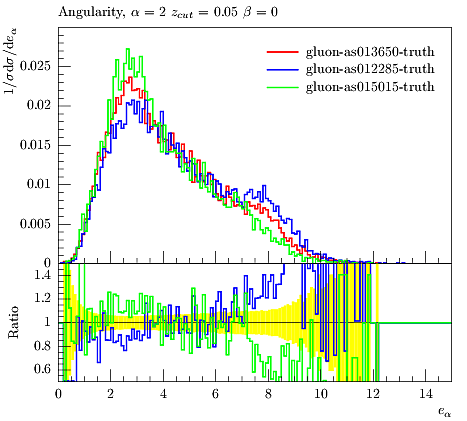 Angularity, α = 2 z_cut = 0.05 β = 0
1/σ dσ/de_α
0.025
0.02
0.015
0.01
0.005
0
gluon-as013650-truth
gluon-as012285-truth
gluon-as015015-truth
Ratio
1.4
1.2
1
0.8
0.6
0 2 4 6 8 10 12 14
e_α